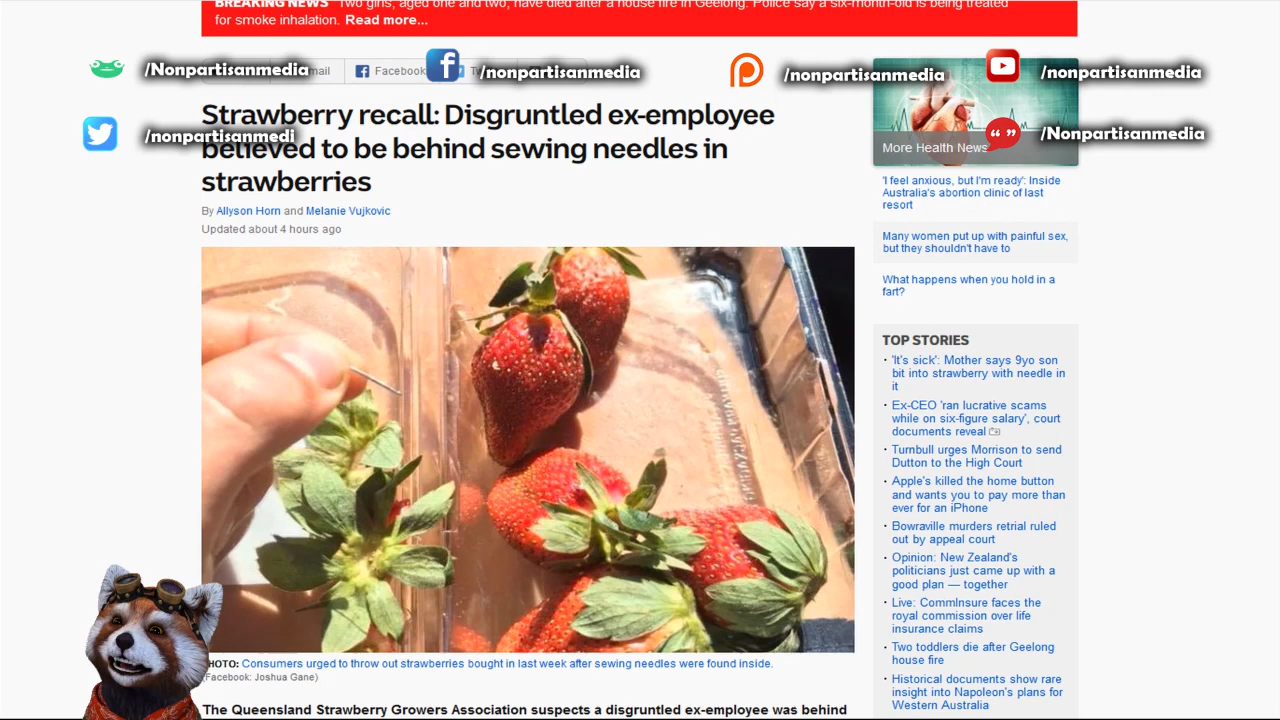 BREAKING NEWS Two girls, aged one and two, have died after a house fire in Geelong. Police say a six-month-old is being treated
for smoke inhalation. Read more...
/Nonpartisanmedia
mail
Facebook
/nonpartisanmedia
/nonpartisanmedia
/nonpartisanmedia
/nonpartisanmedi
/Nonpartisanmedia
Strawberry recall: Disgruntled ex-employee
believed to be behind sewing needles in
strawberries
By Allyson Horn and Melanie Vujkovic
Updated about 4 hours ago
PHOTO: Consumers urged to throw out strawberries bought in last week after sewing needles were found inside.
(Facebook: Joshua Gane)
The Queensland Strawberry Growers Association suspects a disgruntled ex-employee was behind
More Health News
'I feel anxious, but I'm ready': Inside
Australia's abortion clinic of last
resort
Many women put up with painful sex,
but they shouldn't have to
What happens when you hold in a
fart?
TOP STORIES
'It's sick': Mother says 9yo son
bit into strawberry with needle in
it
Ex-CEO 'ran lucrative scams
while on six-figure salary', court
documents reveal
Turnbull urges Morrison to send
Dutton to the High Court
Apple's killed the home button
and wants you to pay more than
ever for an iPhone
Bowraville murders retrial ruled
out by appeal court
Opinion: New Zealand's
politicians just came up with a
good plan — together
Live: CommInsure faces the
royal commission over life
insurance claims
Two toddlers die after Geelong
house fire
Historical documents show rare
insight into Napoleon's plans for
Western Australia